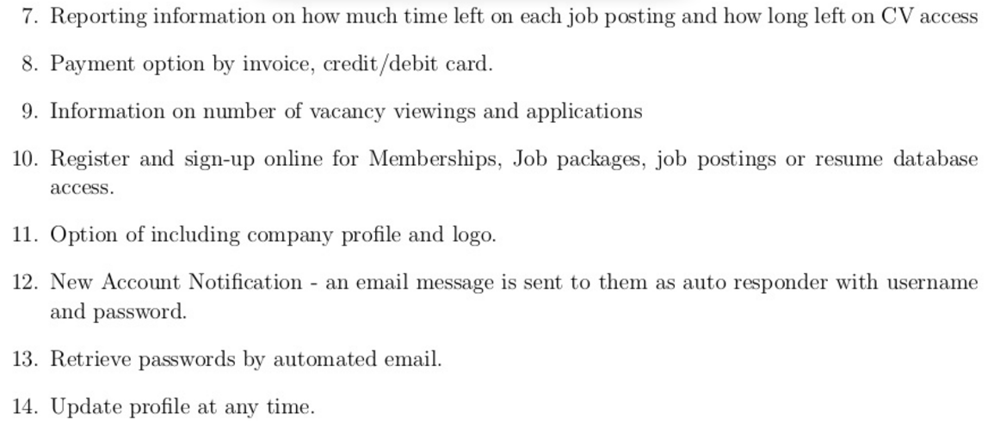 7. Reporting information on how much time left on each job posting and how long left on CV access
8. Payment option by invoice, credit/debit card.
9. Information on number of vacancy viewings and applications
10. Register and sign-up online for Memberships, Job packages, job postings or resume database
access.
11. Option of including company profile and logo.
12. New Account Notification - an email message is sent to them as auto responder with username
and password.
13. Retrieve passwords by automated email.
14. Update profile at any time.